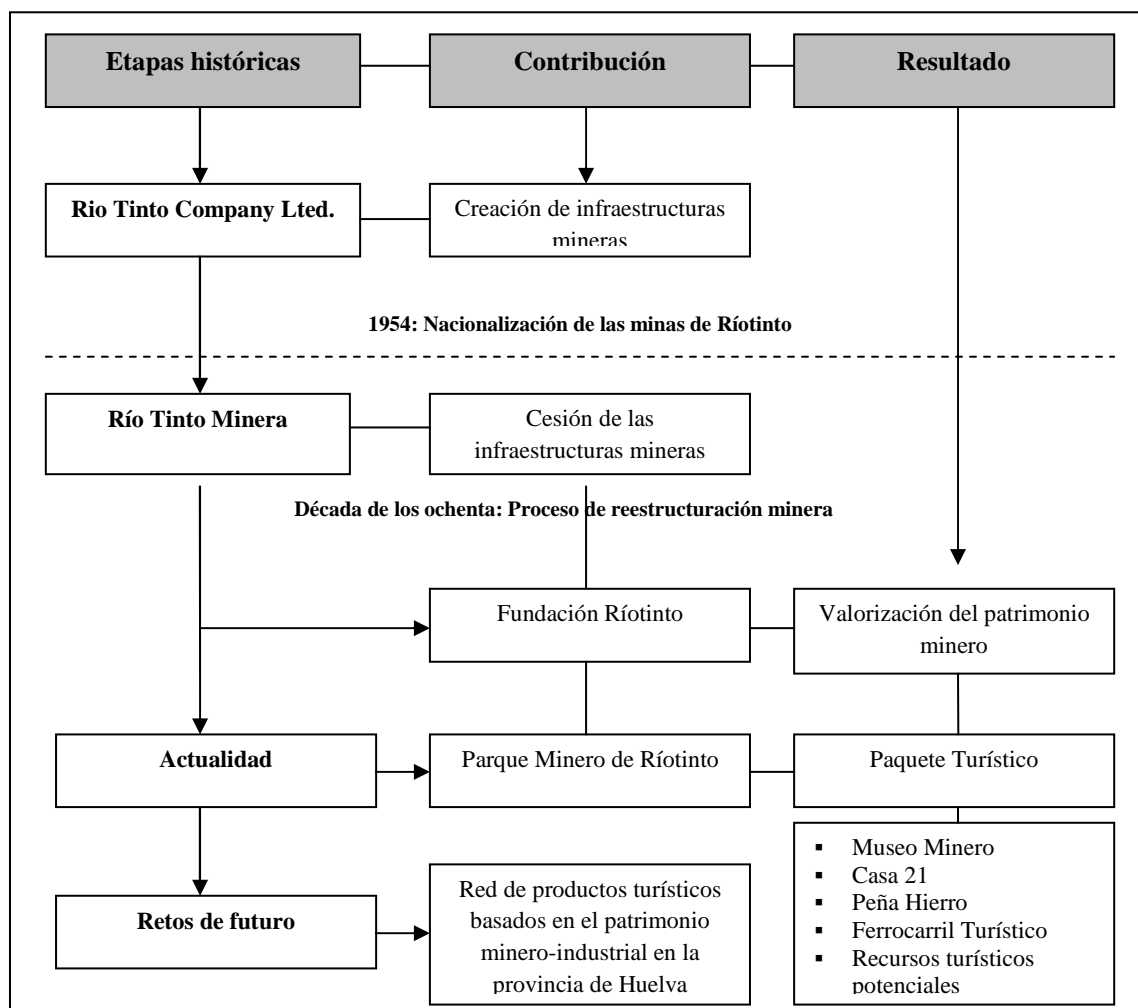 Etapas históricas
Contribución
Resultado
Rio Tinto Company Lted.
Creación de infraestructuras
mineras
1954: Nacionalización de las minas de Ríotinto
Río Tinto Minera
Cesión de las
infraestructuras mineras
Década de los ochenta: Proceso de reestructuración minera
Fundación Ríotinto
Valorización del patrimonio
minero
Actualidad
Parque Minero de Ríotinto
Paquete Turístico
▪ Museo Minero
▪ Casa 21
▪ Peña Hierro
▪ Ferrocarril Turístico
▪ Recursos turísticos
potenciales
Retos de futuro
Red de productos turísticos
basados en el patrimonio
minero-industrial en la
provincia de Huelva